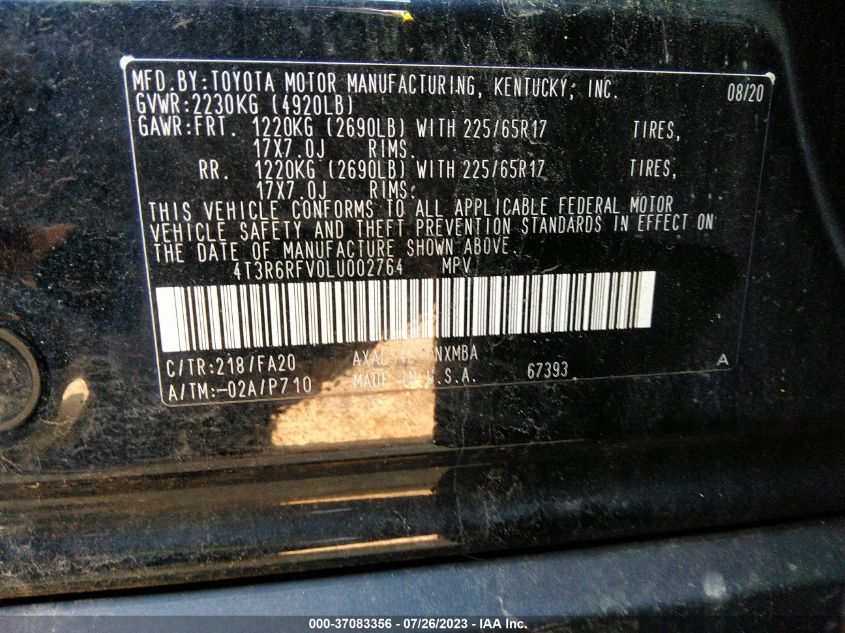 MFD.BY:TOYOTA MOTOR MANUFACTURING, KENTUCKY, INC. 08/20
GVWR:2230KG (4920LB)
GAWR:FRT. 1220KG (2690LB) WITH 225/65R17 TIRES,
17X7.0J RIMS.
RR. 1220KG (2690LB) WITH 225/65R17 TIRES,
17X7.0J RIMS.
THIS VEHICLE CONFORMS TO ALL APPLICABLE FEDERAL MOTOR
VEHICLE SAFETY AND THEFT PREVENTION STANDARDS IN EFFECT ON
THE DATE OF MANUFACTURE SHOWN ABOVE.
4T3R6RFV0LU002764 MPV
C/TR:218/FA20
A/TM:-02A/P710 MADE IN U.S.A. 67393 A
000-37083356 - 07/26/2023 - IAA Inc.